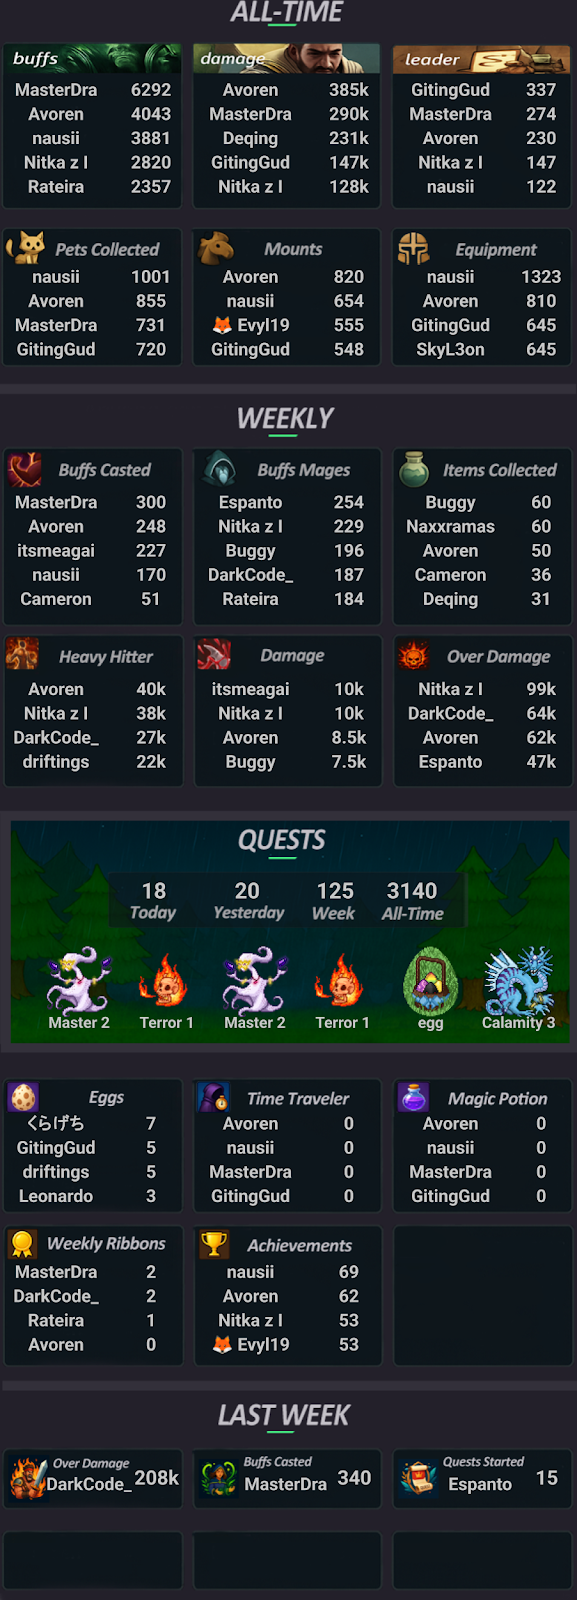 ALL-TIME
buffs
MasterDra 6292
Avoren 4043
nausii 3881
Nitka z I 2820
Rateira 2357
damage
Avoren 385k
MasterDra 290k
Deqing 231k
GitingGud 147k
Nitka z I 128k
leader
GitingGud 337
MasterDra 274
Avoren 230
Nitka z I 147
nausii 122
Pets Collected
nausii 1001
Avoren 855
MasterDra 731
GitingGud 720
Mounts
Avoren 820
nausii 654
🦊 Evyl19 555
GitingGud 548
Equipment
nausii 1323
Avoren 810
GitingGud 645
SkyL3on 645
WEEKLY
Buffs Casted
MasterDra 300
Avoren 248
itsmeagai 227
nausii 170
Cameron 51
Buffs Mages
Espanto 254
Nitka z I 229
Buggy 196
DarkCode_ 187
Rateira 184
Items Collected
Buggy 60
Naxxramas 60
Avoren 50
Cameron 36
Deqing 31
Heavy Hitter
Avoren 40k
Nitka z I 38k
DarkCode_ 27k
driftings 22k
Damage
itsmeagai 10k
Nitka z I 10k
Avoren 8.5k
Buggy 7.5k
Over Damage
Nitka z I 99k
DarkCode_ 64k
Avoren 62k
Espanto 47k
QUESTS
18 20 125 3140
Today Yesterday Week All-Time
Master 2 Terror 1 Master 2 Terror 1 egg Calamity 3
Eggs
くらげち 7
GitingGud 5
driftings 5
Leonardo 3
Time Traveler
Avoren 0
nausii 0
MasterDra 0
GitingGud 0
Magic Potion
Avoren 0
nausii 0
MasterDra 0
GitingGud 0
Weekly Ribbons
MasterDra 2
DarkCode_ 2
Rateira 1
Avoren 0
Achievements
nausii 69
Avoren 62
Nitka z I 53
🦊 Evyl19 53
LAST WEEK
Over Damage
DarkCode_ 208k
Buffs Casted
MasterDra 340
Quests Started
Espanto 15